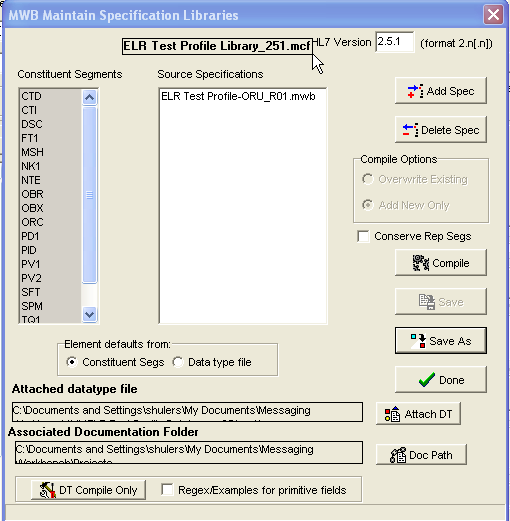 MWB Maintain Specification Libraries
ELR Test Profile Library_251.mcf
HL7 Version 2.5.1 (format 2.n[.n])
Constituent Segments
Source Specifications
CTD
CTI
DSC
FT1
MSH
NK1
NTE
OBR
OBX
ORC
PD1
PID
PV1
PV2
SFT
SPM
TQ1
ELR Test Profile-ORU_R01.mwb
Add Spec
Delete Spec
Compile Options
Overwrite Existing
Add New Only
Conserve Rep Segs
Compile
Save
Save As
Done
Element defaults from:
Constituent Segs Data type file
Attached datatype file
C:\Documents and Settings\shulers\My Documents\Messaging
Attach DT
Associated Documentation Folder
C:\Documents and Settings\shulers\My Documents\Messaging
Workbench\Projects
Doc Path
DT Compile Only
Regex/Examples for primitive fields